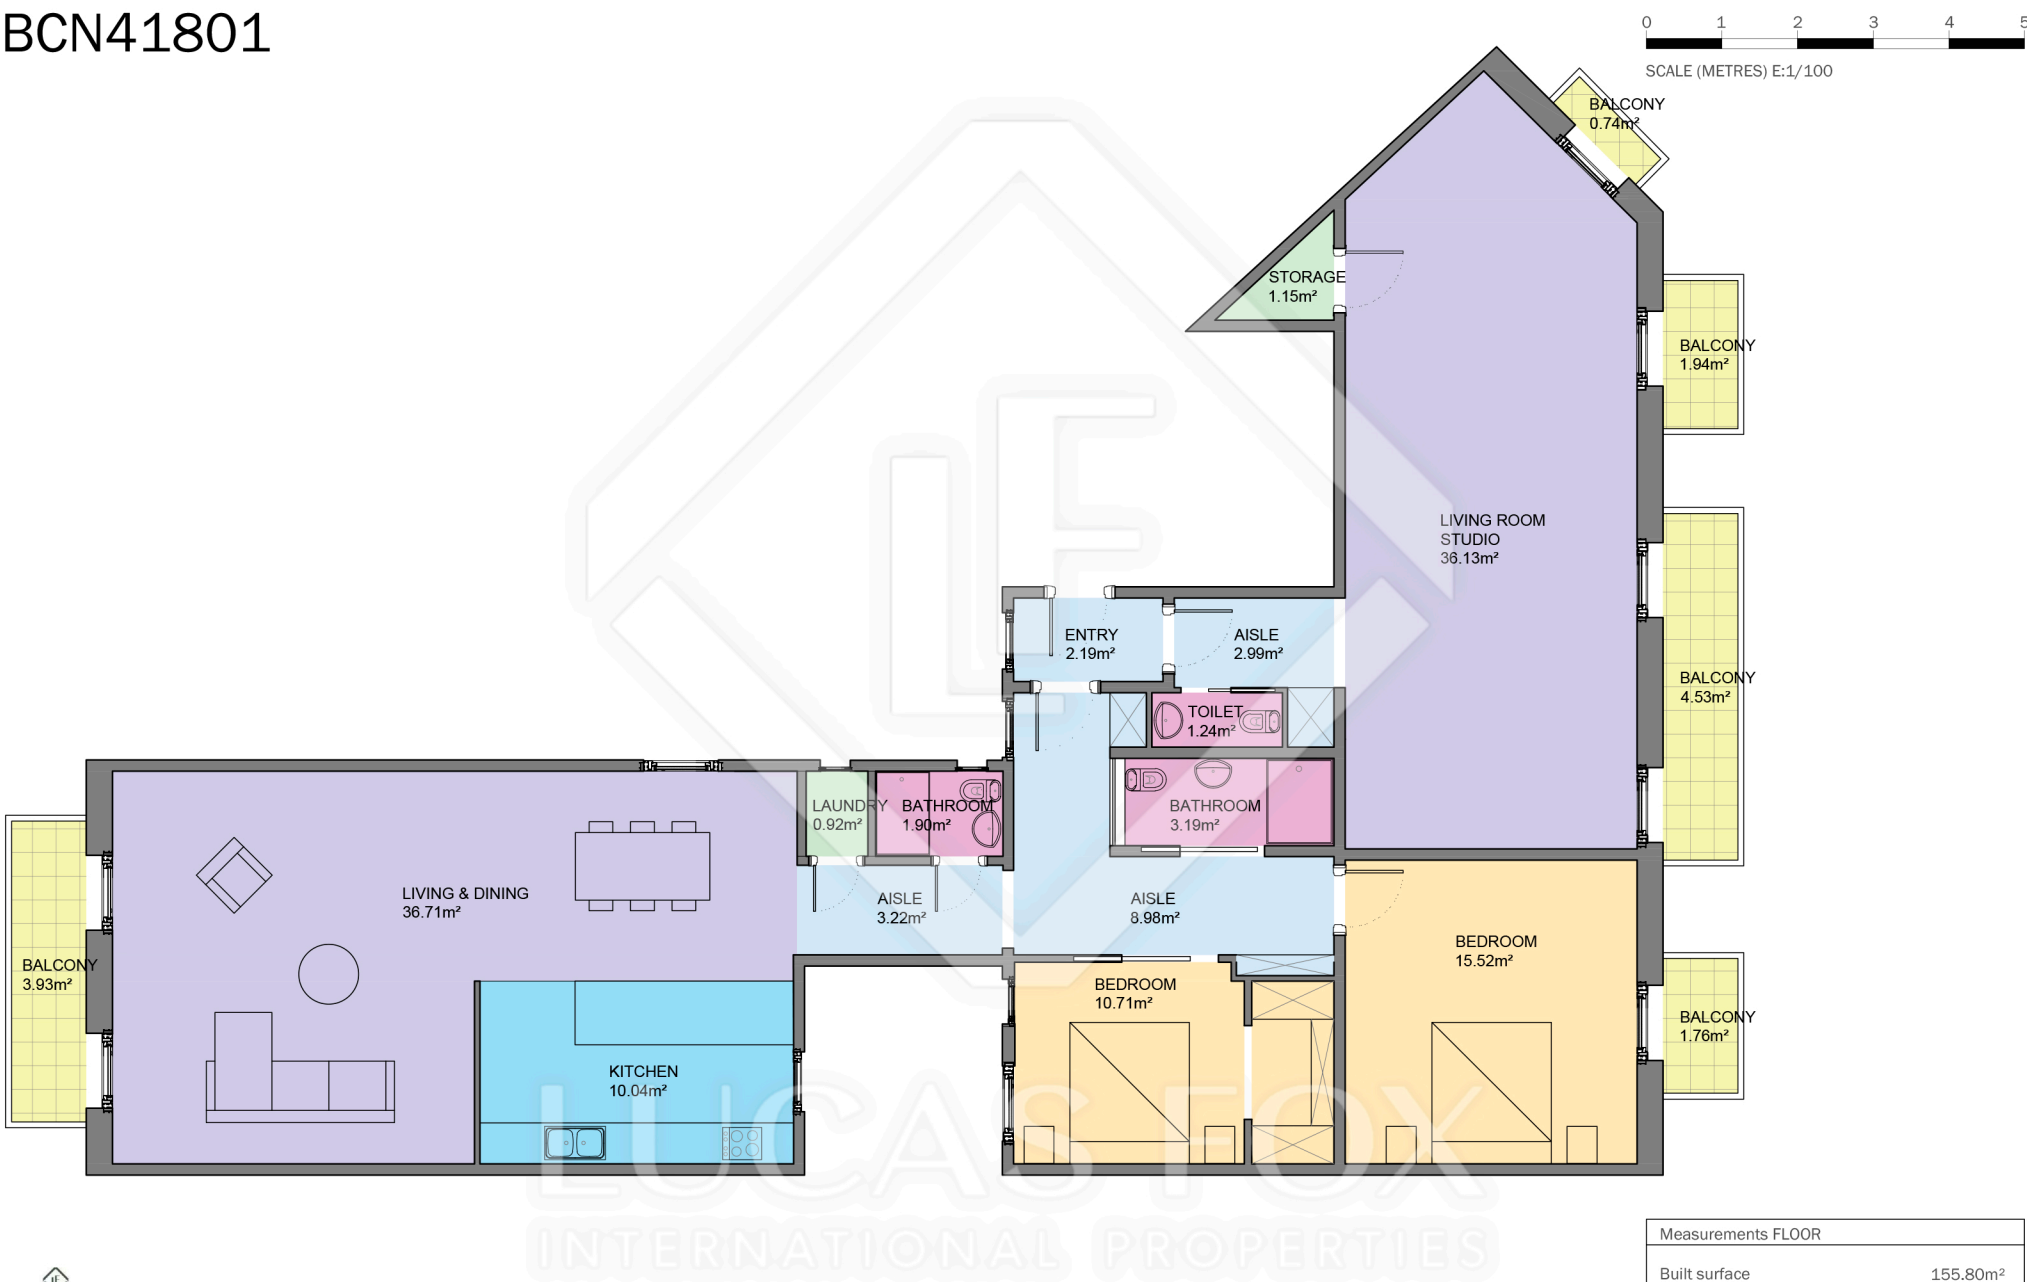 BCN41801
0 1 2 3 4 5
SCALE (METRES) E:1/100
BALCONY
0.74m²
STORAGE
1.15m²
BALCONY
1.94m²
LIVING ROOM
STUDIO
36.13m²
ENTRY
2.19m²
AISLE
2.99m²
BALCONY
4.53m²
TOILET
1.24m²
LAUNDRY
0.92m²
BATHROOM
1.90m²
BATHROOM
3.19m²
LIVING & DINING
36.71m²
AISLE
3.22m²
AISLE
8.98m²
BEDROOM
15.52m²
BALCONY
3.93m²
BEDROOM
10.71m²
BALCONY
1.76m²
KITCHEN
10.04m²
LUCAS FOX
INTERNATIONAL PROPERTIES
Measurements FLOOR
Built surface 155.80m²